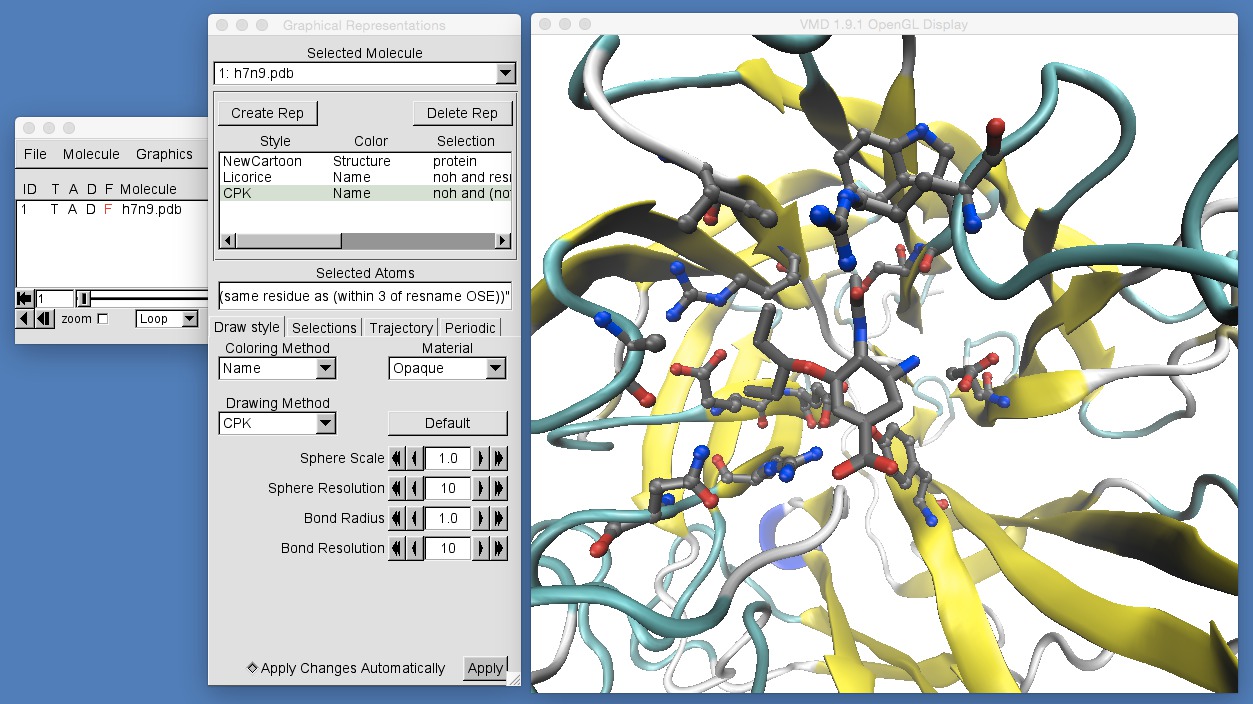 File Molecule Graphics
ID T A D F Molecule
1 T A D F h7n9.pdb
1
zoom Loop
Graphical Representations
Selected Molecule
1: h7n9.pdb
Create Rep Delete Rep
Style Color Selection
NewCartoon Structure protein
Licorice Name noh and resi
CPK Name noh and (no
Selected Atoms
(same residue as (within 3 of resname OSE))"
Draw style Selections Trajectory Periodic
Coloring Method Material
Name Opaque
Drawing Method
CPK Default
Sphere Scale 1.0
Sphere Resolution 10
Bond Radius 1.0
Bond Resolution 10
Apply Changes Automatically Apply
VMD 1.9.1 OpenGL Display